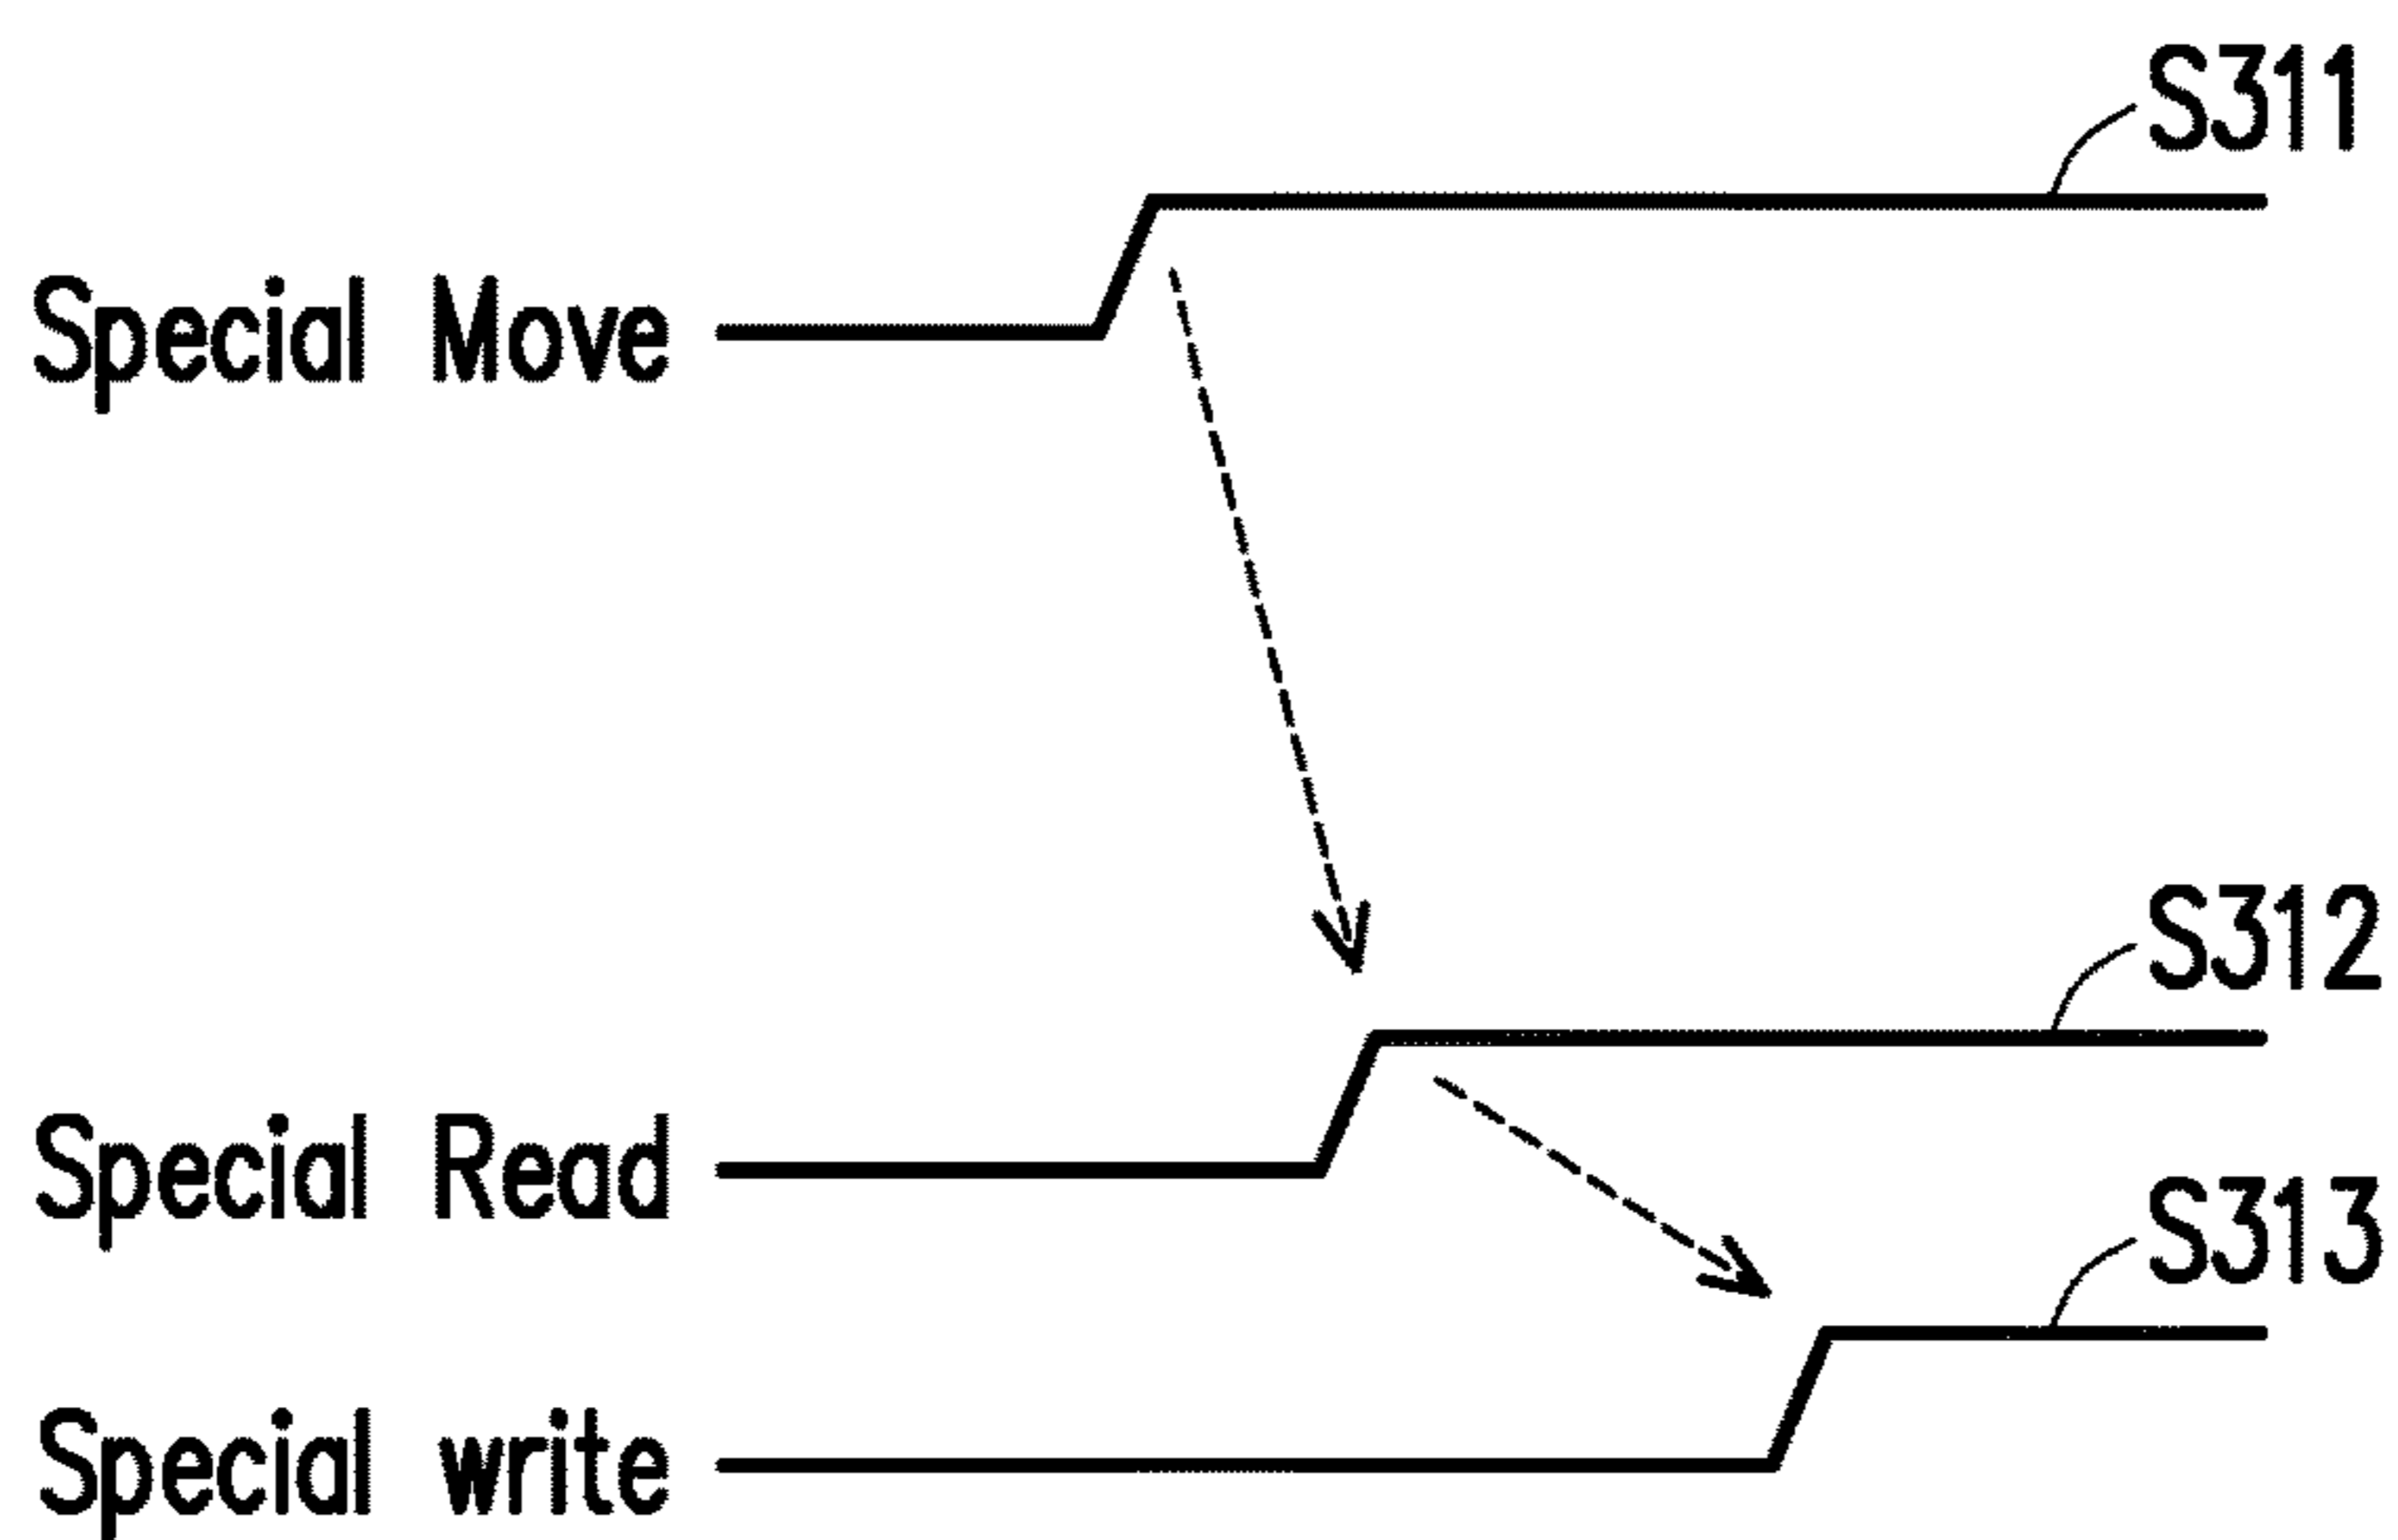 S311
Special Move
S312
Special Read
S313
Special write